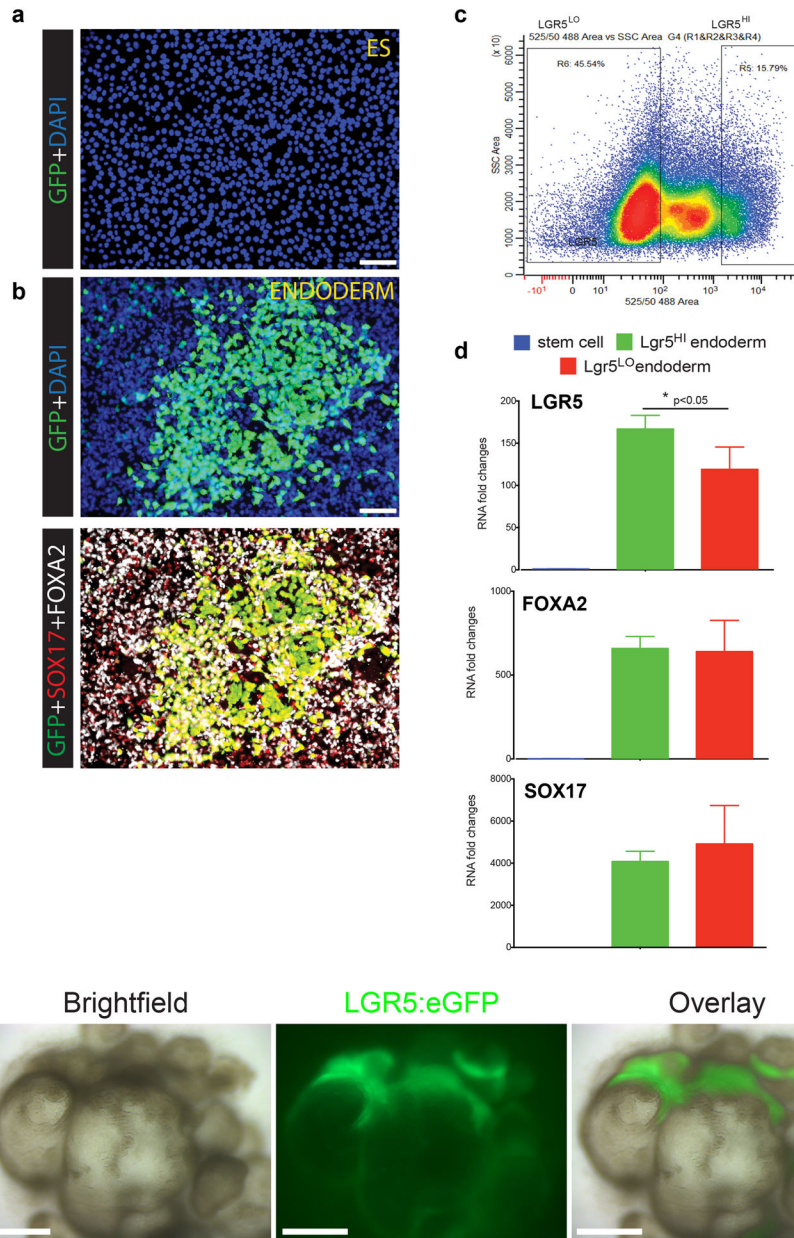 a
ES
GFP+DAPI
b
ENDODERM
GFP+DAPI
GFP+SOX17+FOXA2
c
LGR5LO
LGR5HI
525/50 488 Area vs SSC Area G4 (R1&R2&R3&R4)
(x 10)
6000
5000
4000
3000
2000
1000
0
SSC Area
R6: 45.54%
R5: 15.79%
LGR5
-10¹ 0 10¹ 10² 10³ 10⁴
525/50 488 Area
d
stem cell
Lgr5HI endoderm
Lgr5LO endoderm
LGR5
* p<0.05
200
150
100
50
0
RNA fold changes
FOXA2
1000
500
0
RNA fold changes
SOX17
8000
6000
4000
2000
0
RNA fold changes
Brightfield
LGR5:eGFP
Overlay